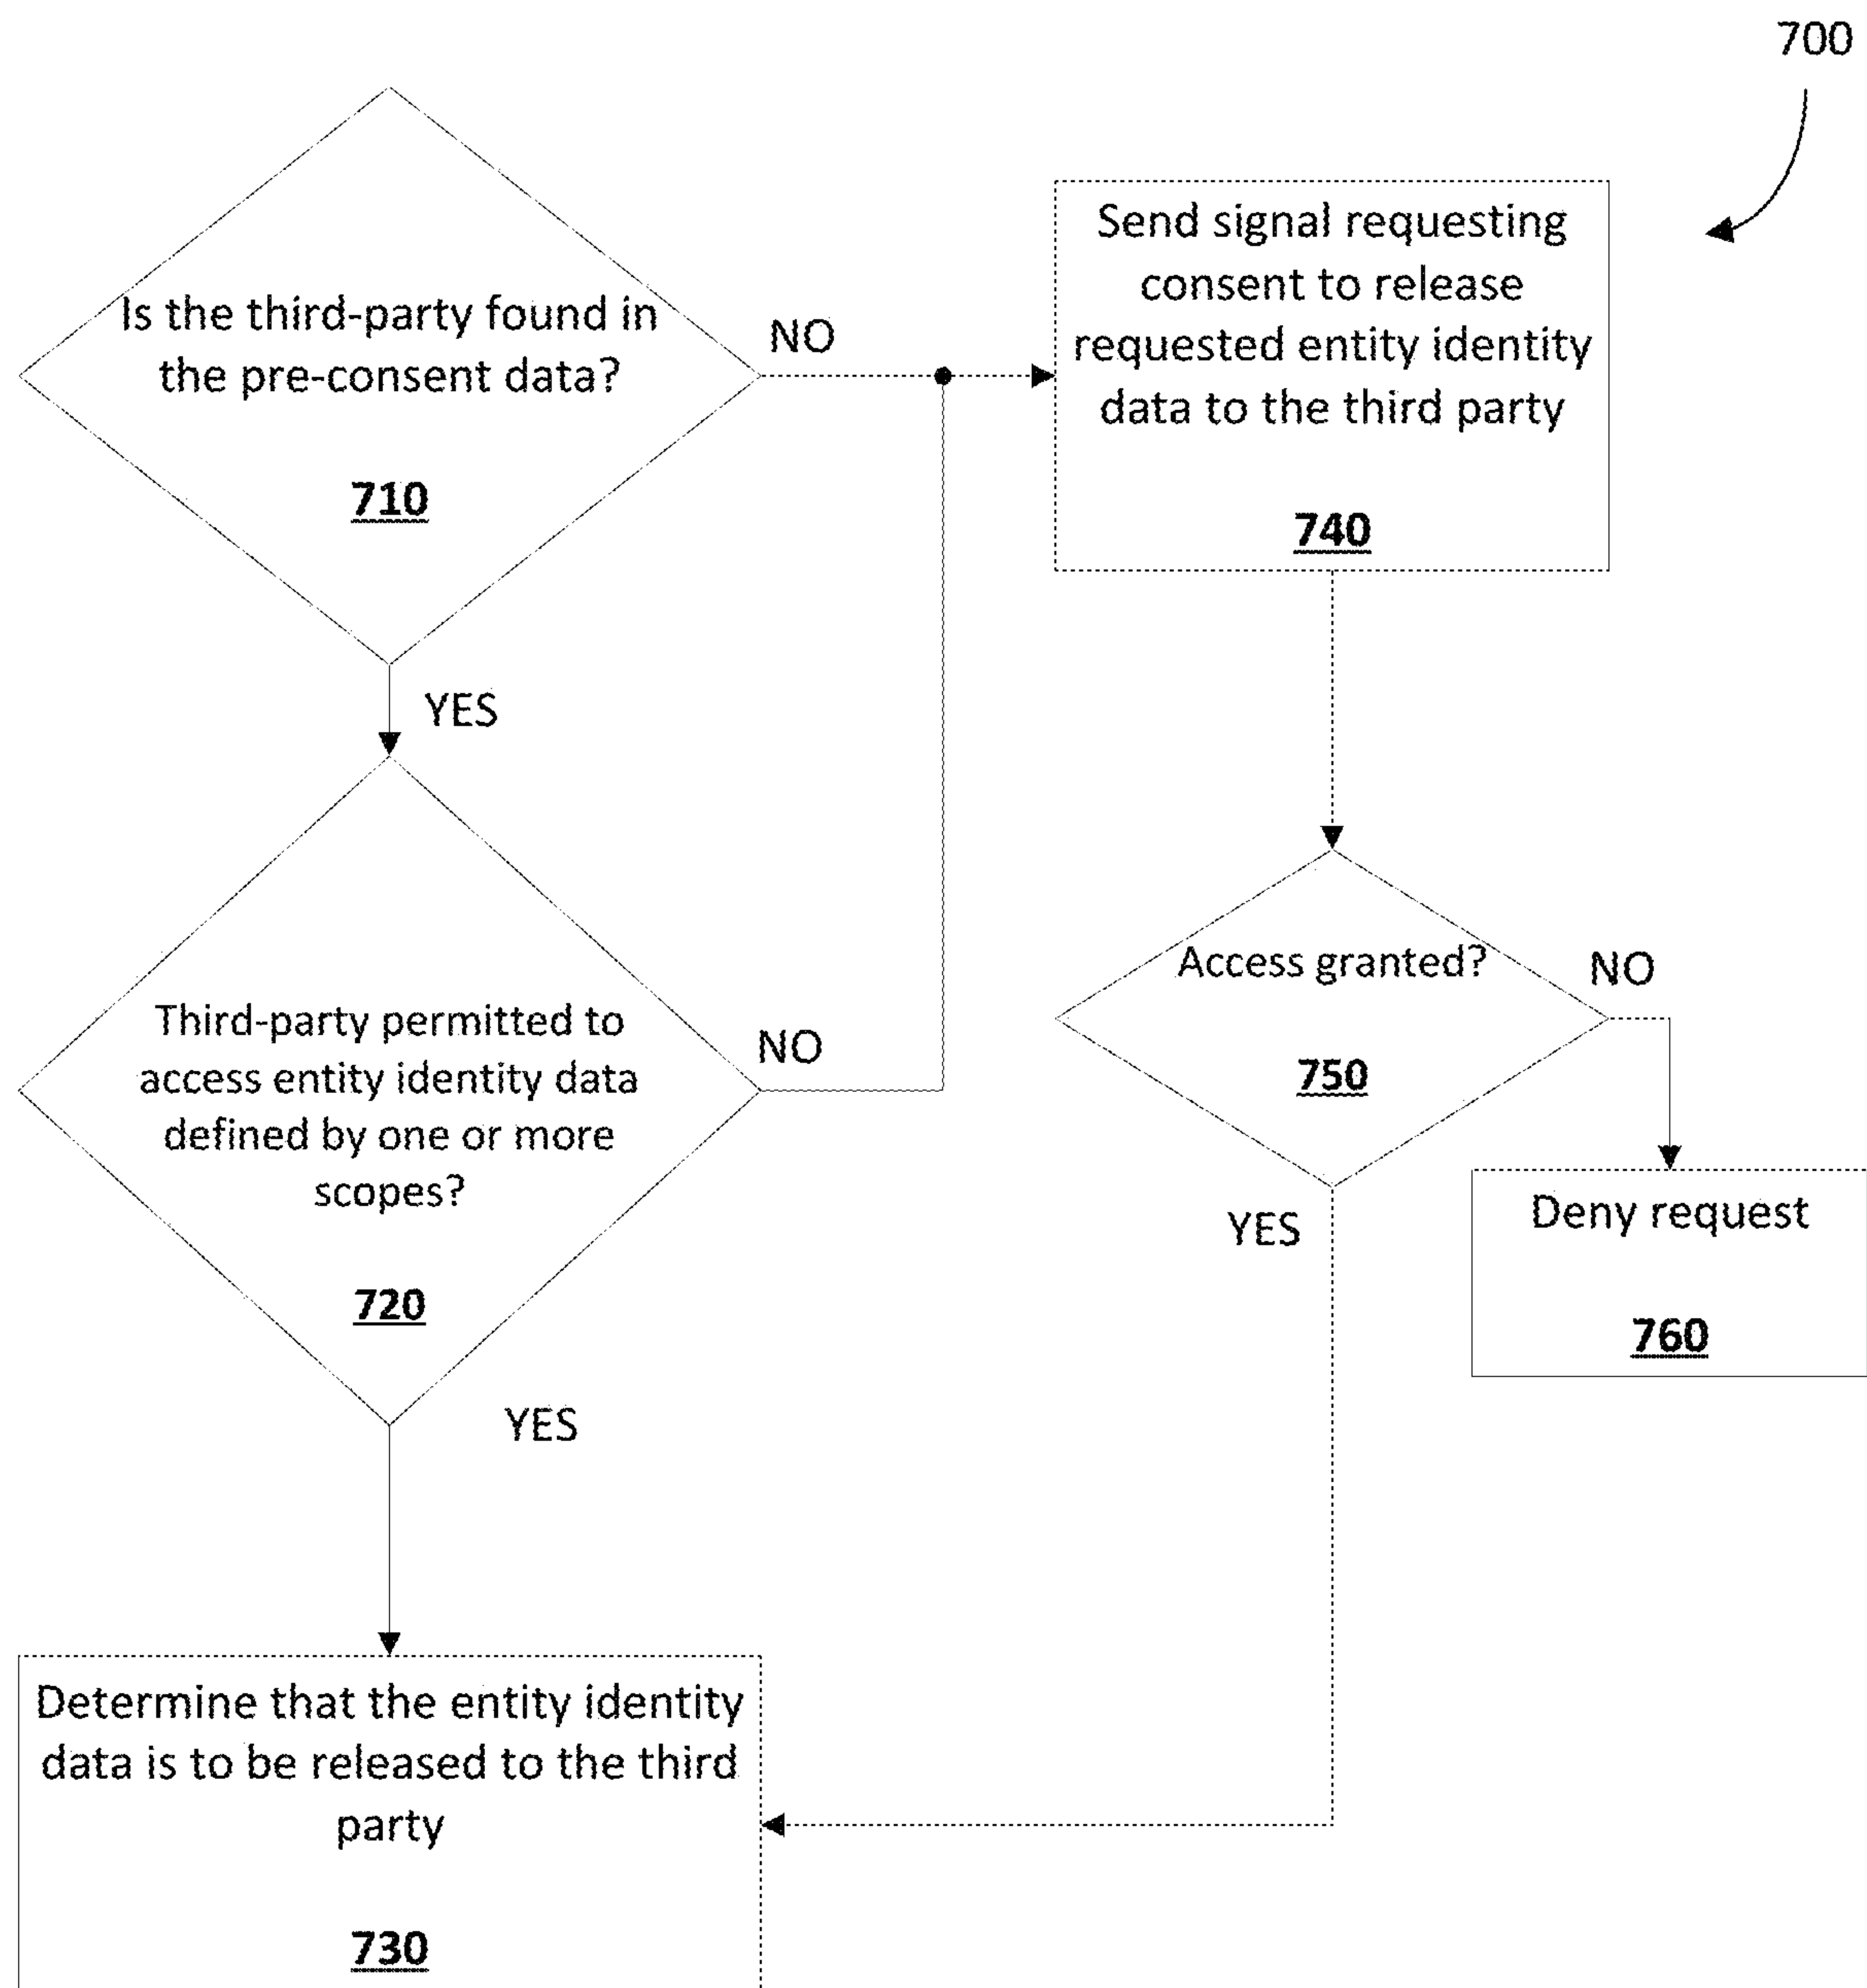 700
Is the third-party found in
the pre-consent data?
710
NO
YES
Send signal requesting
consent to release
requested entity identity
data to the third party
740
Third-party permitted to
access entity identity data
defined by one or more
scopes?
720
NO
YES
Access granted?
750
NO
YES
Deny request
760
Determine that the entity identity
data is to be released to the third
party
730